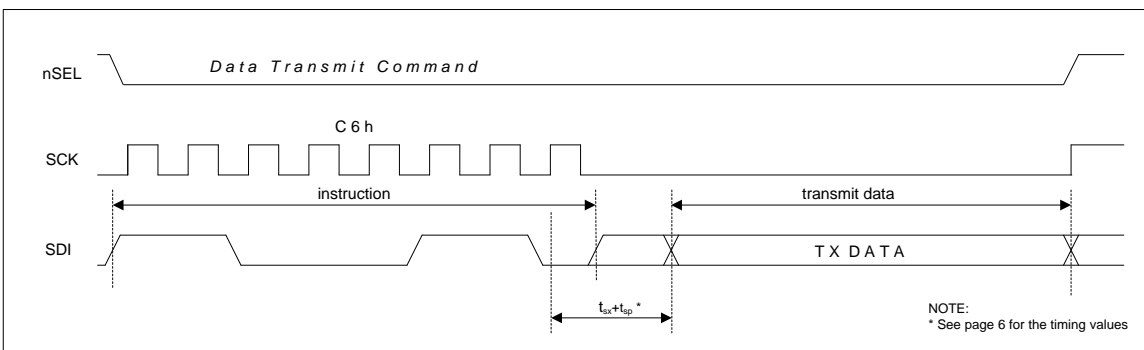 nSEL
Data Transmit Command
C6h
SCK
instruction
transmit data
SDI
TX DATA
tsx+tsp *
NOTE:
* See page 6 for the timing values